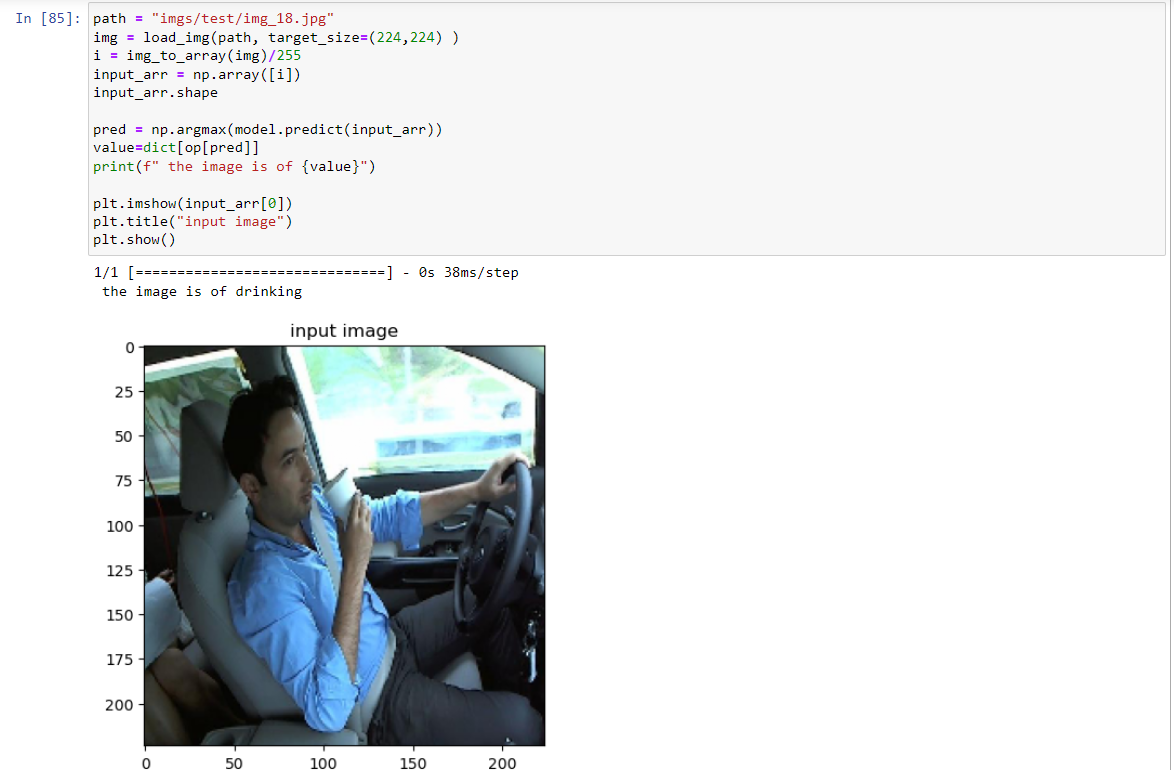 In [85]: path = "imgs/test/img_18.jpg"
img = load_img(path, target_size=(224,224) )
i = img_to_array(img)/255
input_arr = np.array([i])
input_arr.shape
pred = np.argmax(model.predict(input_arr))
value=dict[op[pred]]
print(f" the image is of {value}")
plt.imshow(input_arr[0])
plt.title("input image")
plt.show()
1/1 [==============================] - 0s 38ms/step
the image is of drinking
input image
0
25
50
75
100
125
150
175
200
0 50 100 150 200